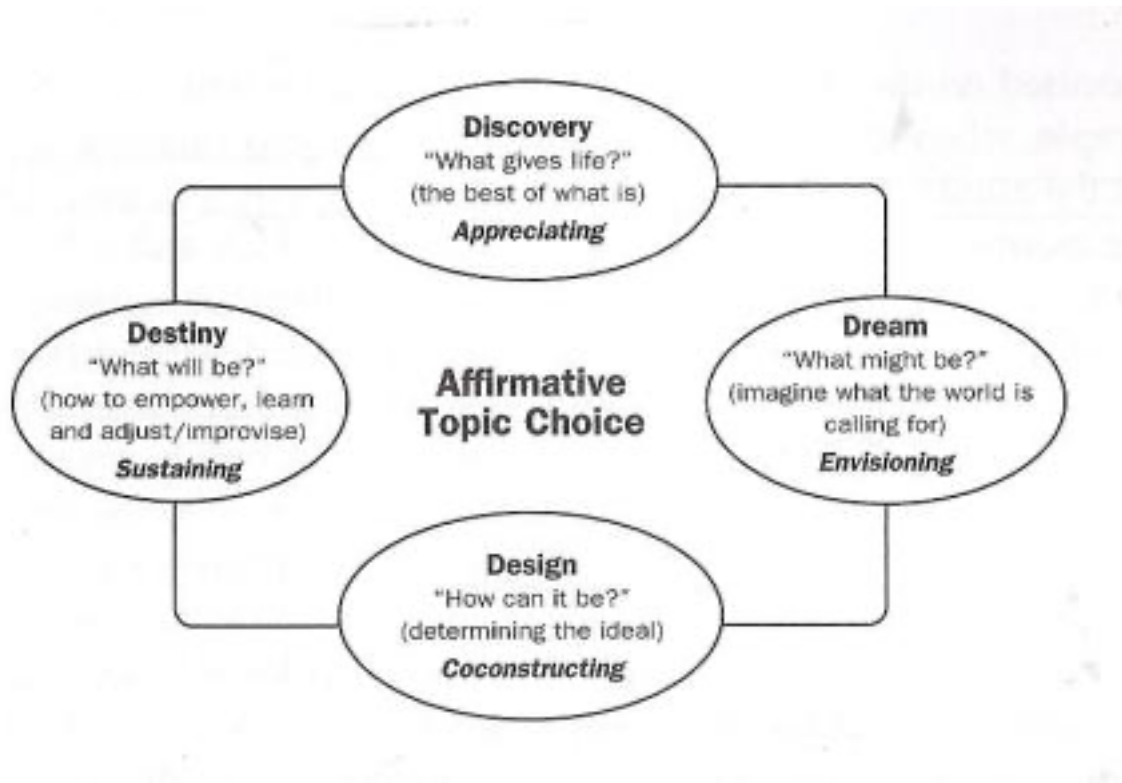 Discovery
"What gives life?"
(the best of what is)
Appreciating
Dream
"What might be?"
(imagine what the world is
calling for)
Envisioning
Design
"How can it be?"
(determining the ideal)
Coconstructing
Destiny
"What will be?"
(how to empower, learn
and adjust/improvise)
Sustaining
Affirmative
Topic Choice